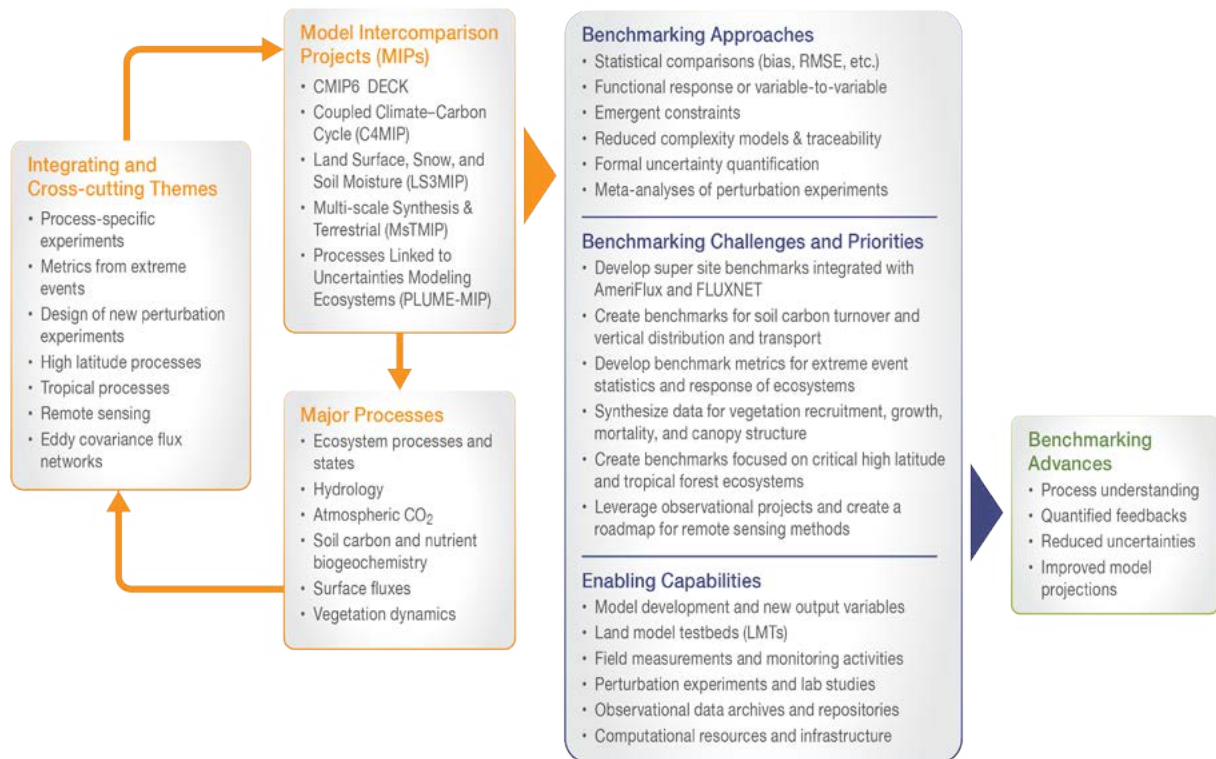 Integrating and
Cross-cutting Themes
• Process-specific
experiments
• Metrics from extreme
events
• Design of new perturbation
experiments
• High latitude processes
• Tropical processes
• Remote sensing
• Eddy covariance flux
networks
Model Intercomparison
Projects (MIPs)
• CMIP6 DECK
• Coupled Climate–Carbon
Cycle (C4MIP)
• Land Surface, Snow, and
Soil Moisture (LS3MIP)
• Multi-scale Synthesis &
Terrestrial (MsTMIP)
• Processes Linked to
Uncertainties Modeling
Ecosystems (PLUME-MIP)
Major Processes
• Ecosystem processes and
states
• Hydrology
• Atmospheric CO₂
• Soil carbon and nutrient
biogeochemistry
• Surface fluxes
• Vegetation dynamics
Benchmarking Approaches
• Statistical comparisons (bias, RMSE, etc.)
• Functional response or variable-to-variable
• Emergent constraints
• Reduced complexity models & traceability
• Formal uncertainty quantification
• Meta-analyses of perturbation experiments
Benchmarking Challenges and Priorities
• Develop super site benchmarks integrated with
AmeriFlux and FLUXNET
• Create benchmarks for soil carbon turnover and
vertical distribution and transport
• Develop benchmark metrics for extreme event
statistics and response of ecosystems
• Synthesize data for vegetation recruitment, growth,
mortality, and canopy structure
• Create benchmarks focused on critical high latitude
and tropical forest ecosystems
• Leverage observational projects and create a
roadmap for remote sensing methods
Enabling Capabilities
• Model development and new output variables
• Land model testbeds (LMTs)
• Field measurements and monitoring activities
• Perturbation experiments and lab studies
• Observational data archives and repositories
• Computational resources and infrastructure
Benchmarking
Advances
• Process understanding
• Quantified feedbacks
• Reduced uncertainties
• Improved model
projections